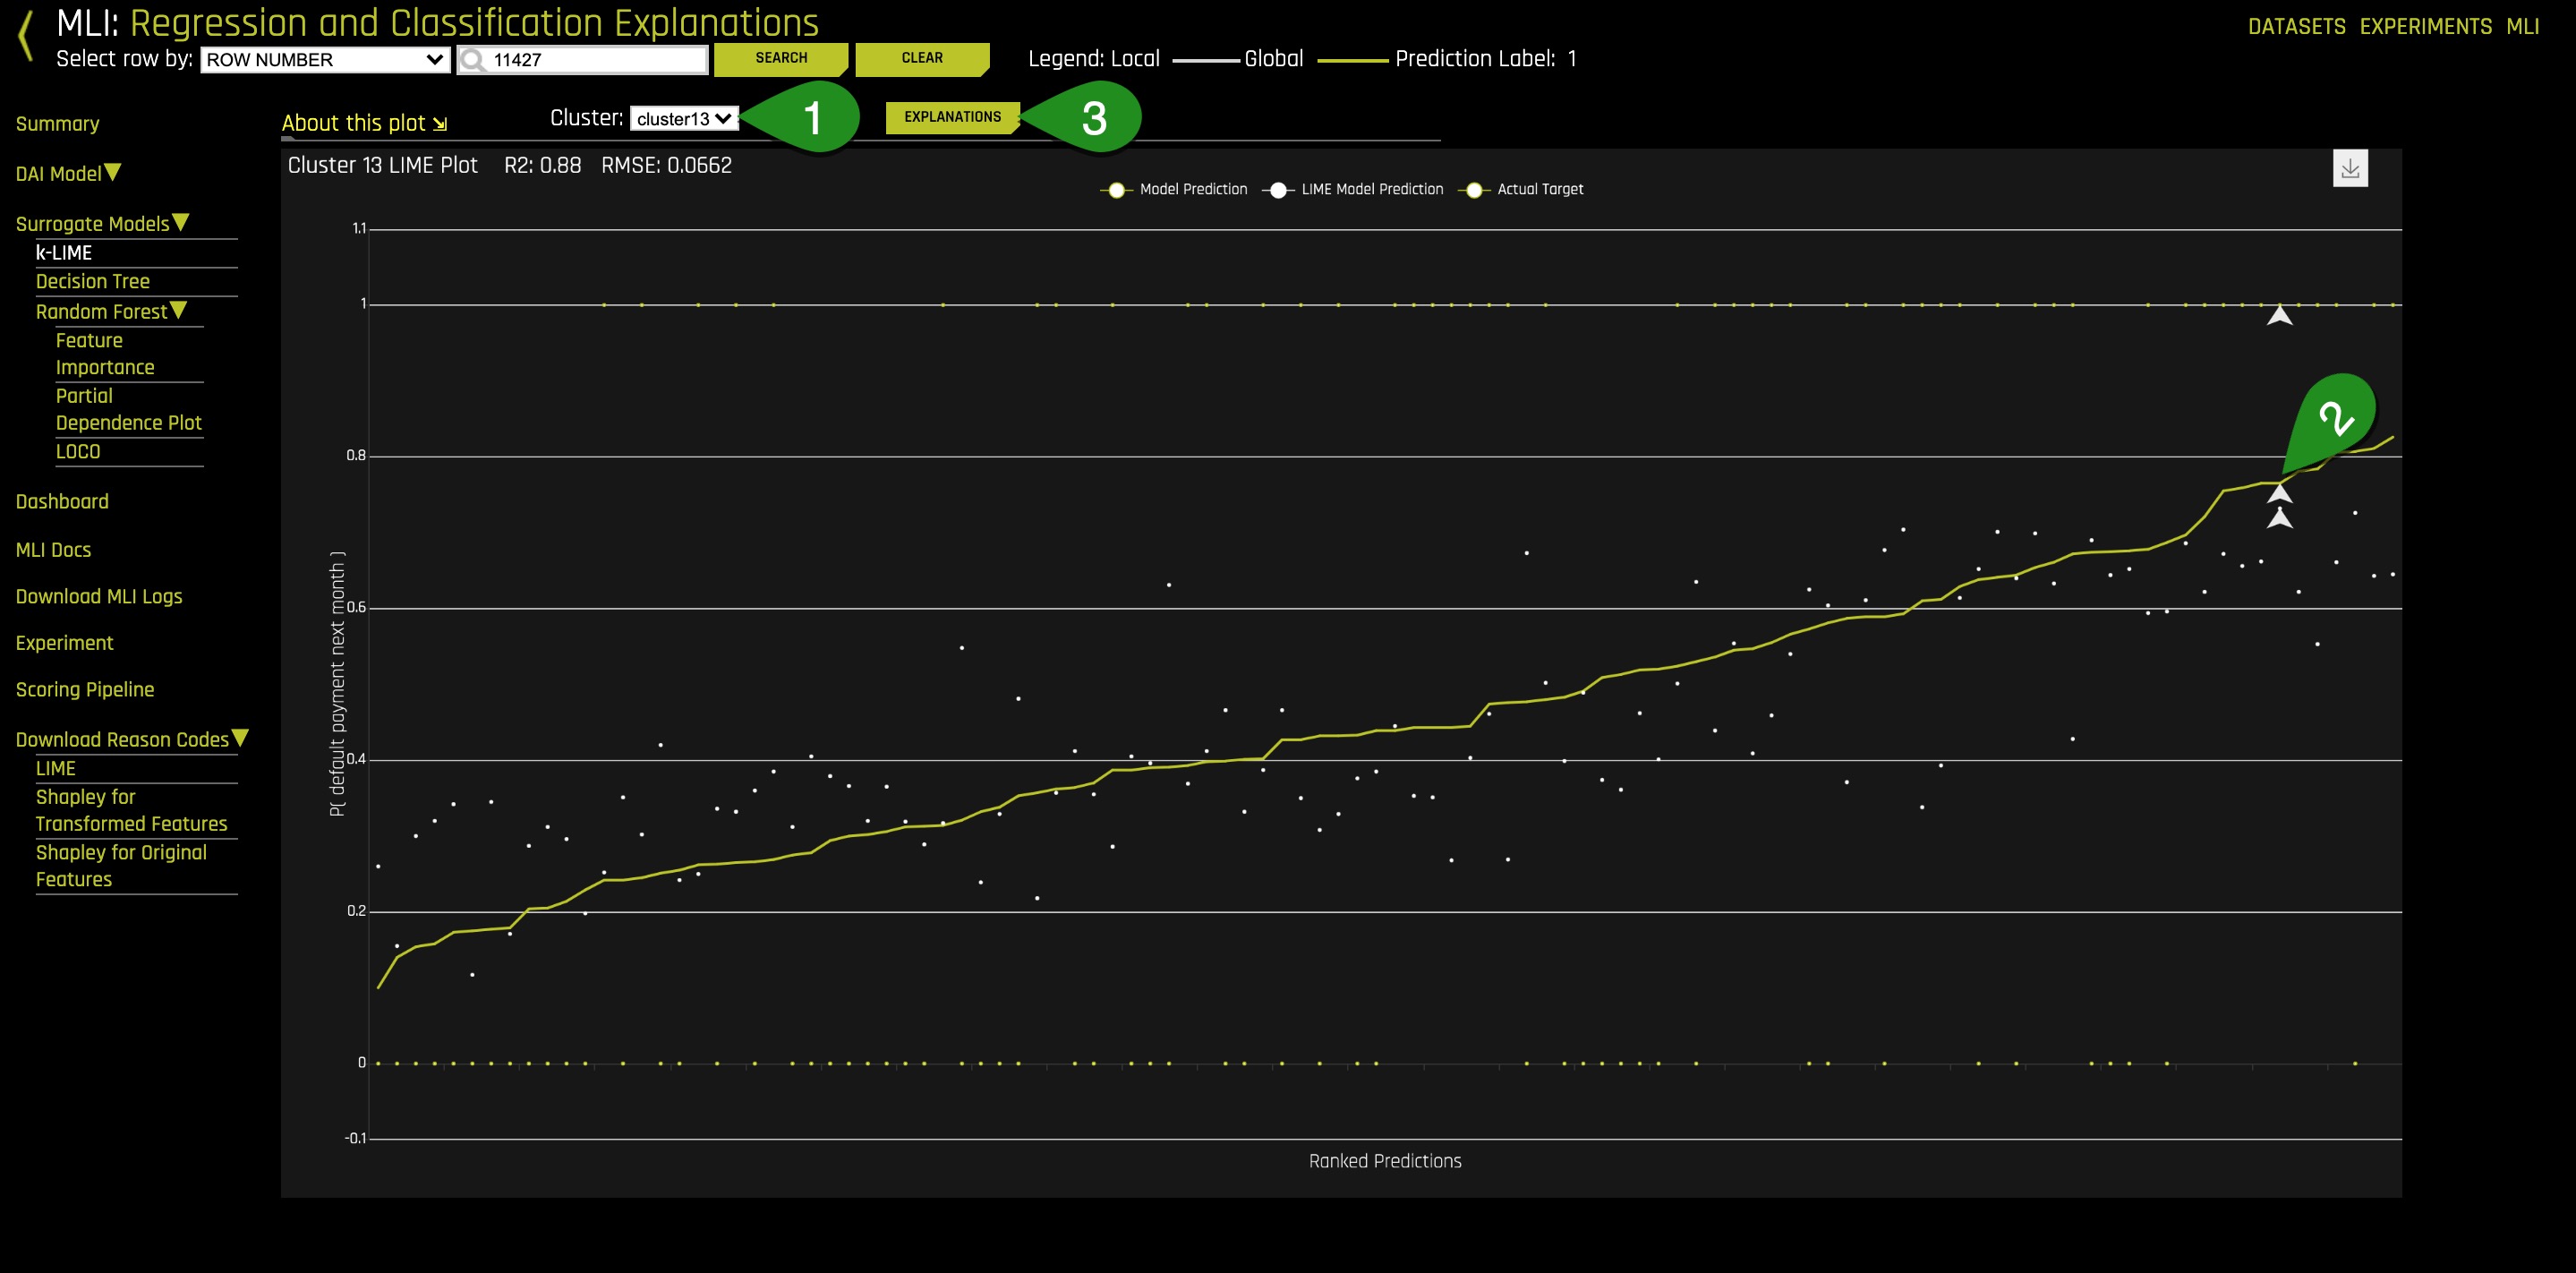 MLI: Regression and Classification Explanations
DATASETS EXPERIMENTS MLI
Select row by: ROW NUMBER 11427 SEARCH CLEAR Legend: Local Global Prediction Label: 1
About this plot Cluster: cluster13 1 EXPLANATIONS 3
Summary
DAI Model
Surrogate Models
k-LIME
Decision Tree
Random Forest
Feature
Importance
Partial
Dependence Plot
LOCO
Dashboard
MLI Docs
Download MLI Logs
Experiment
Scoring Pipeline
Download Reason Codes
LIME
Shapley for
Transformed Features
Shapley for Original
Features
Cluster 13 LIME Plot R2: 0.88 RMSE: 0.0662
Model Prediction LIME Model Prediction Actual Target
1.1
1
0.8
0.6
0.4
0.2
0
-0.1
P( default payment next month )
2
Ranked Predictions